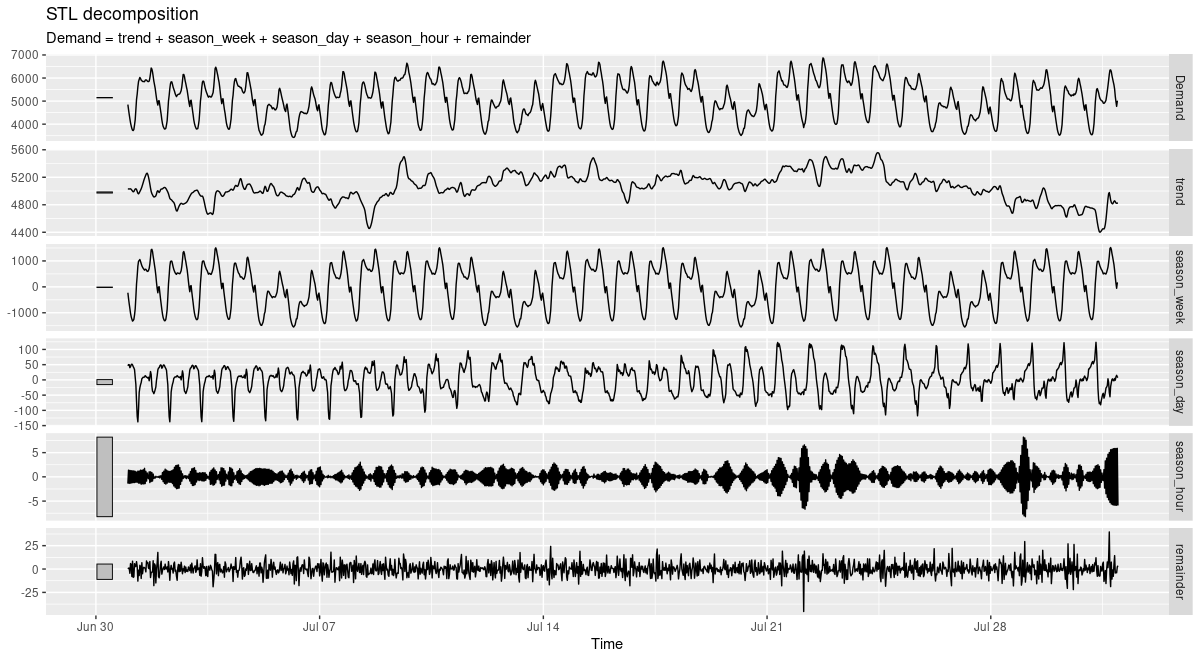 STL decomposition
Demand = trend + season_week + season_day + season_hour + remainder
7000
6000
5000
4000
Demand
5600
5200
4800
4400
trend
1000
0
-1000
season_week
100
50
0
-50
-100
-150
season_day
5
0
-5
season_hour
25
0
-25
remainder
Jun 30
Jul 07
Jul 14
Jul 21
Jul 28
Time